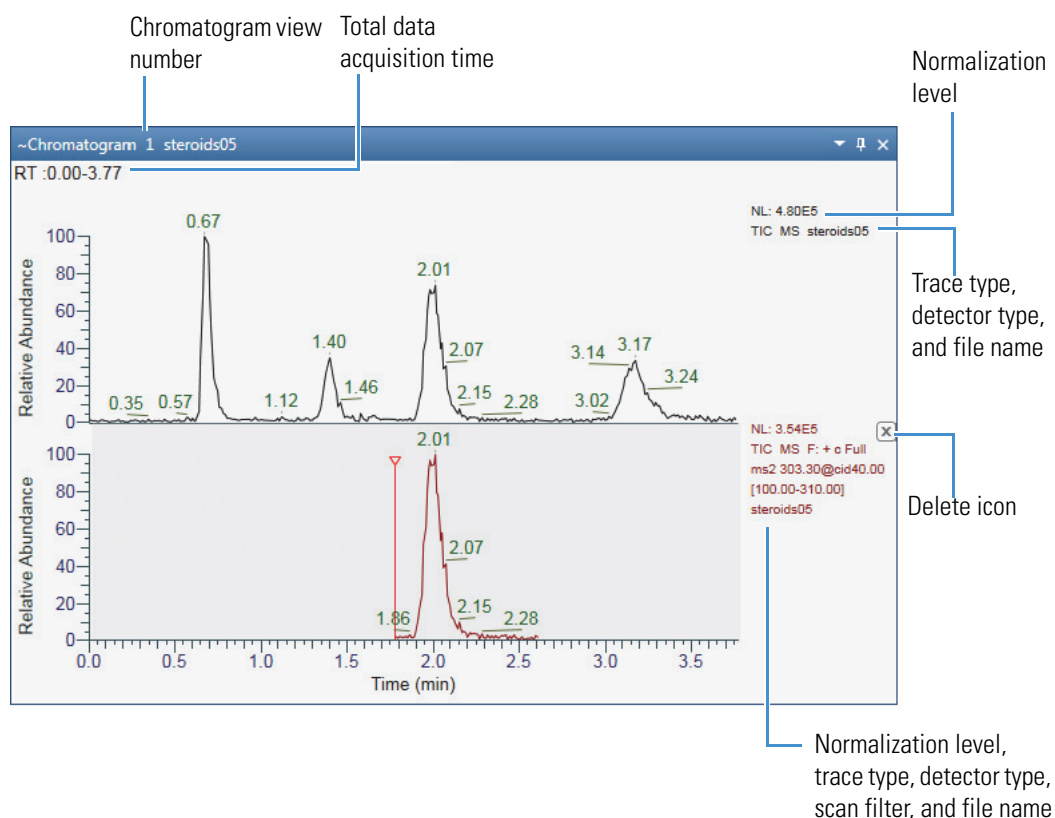 Chromatogram view
number
Total data
acquisition time
Normalization
level
~Chromatogram 1 steroids05
RT :0.00-3.77
NL: 4.80E5
TIC MS steroids05
Trace type,
detector type,
and file name
Relative Abundance
100
80
60
40
20
0
0.67
2.01
1.40
2.07
3.14
3.17
0.35
0.57
1.12
1.46
2.15
2.28
3.02
3.24
NL: 3.54E5
TIC MS F: + c Full
ms2 303.30@cid40.00
[100.00-310.00]
steroids05
Delete icon
Relative Abundance
100
80
60
40
20
0
2.01
2.07
1.86
2.15
2.28
0.0 0.5 1.0 1.5 2.0 2.5 3.0 3.5
Time (min)
Normalization level,
trace type, detector type,
scan filter, and file name